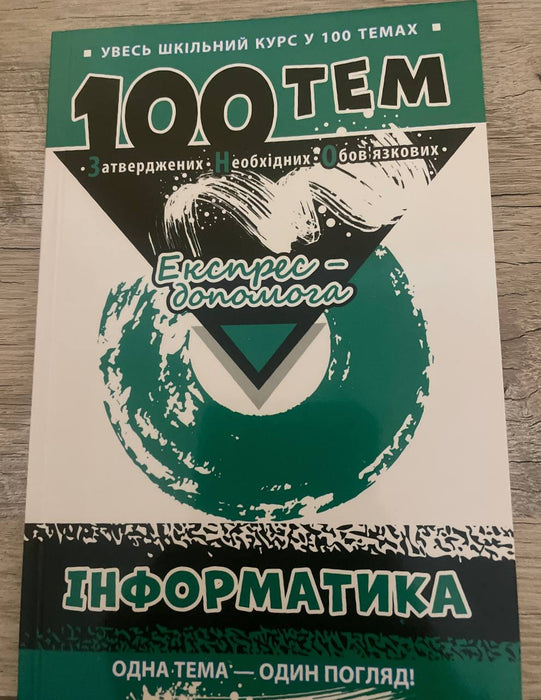 УВЕСЬ ШКІЛЬНИЙ КУРС У 100 ТЕМАХ
100 ТЕМ
· Затверджених · Необхідних · Обов'язкових ·
Експрес –
допомога
ІНФОРМАТИКА
ОДНА ТЕМА — ОДИН ПОГЛЯД!